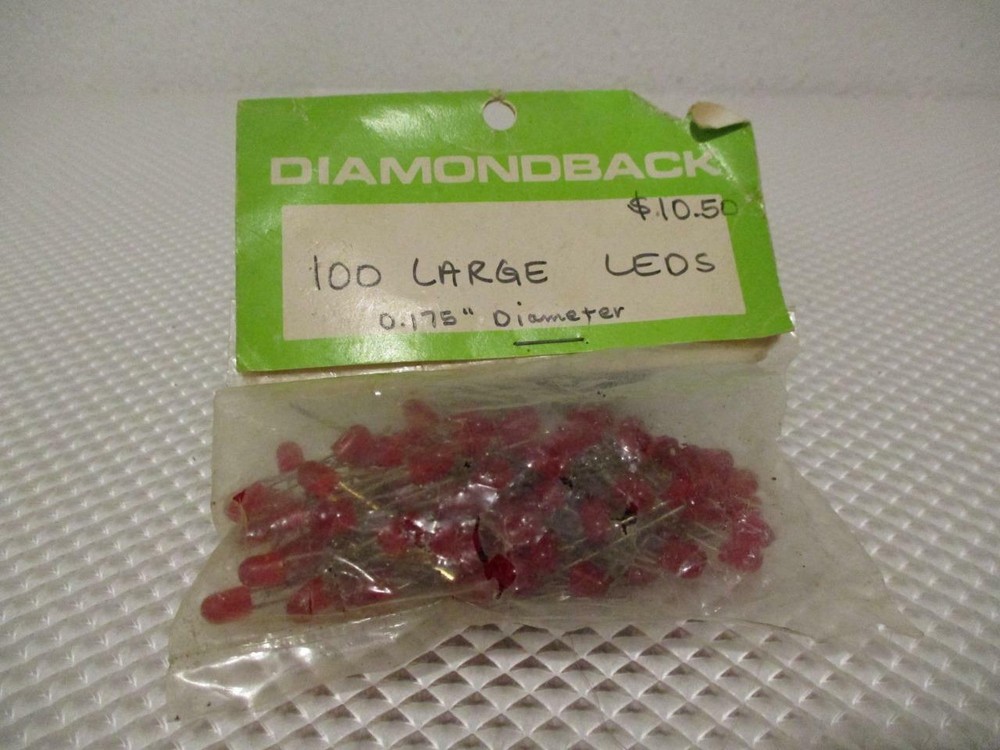 DIAMONDBACK
$10.50
100 LARGE LEDS
0.175" Diameter